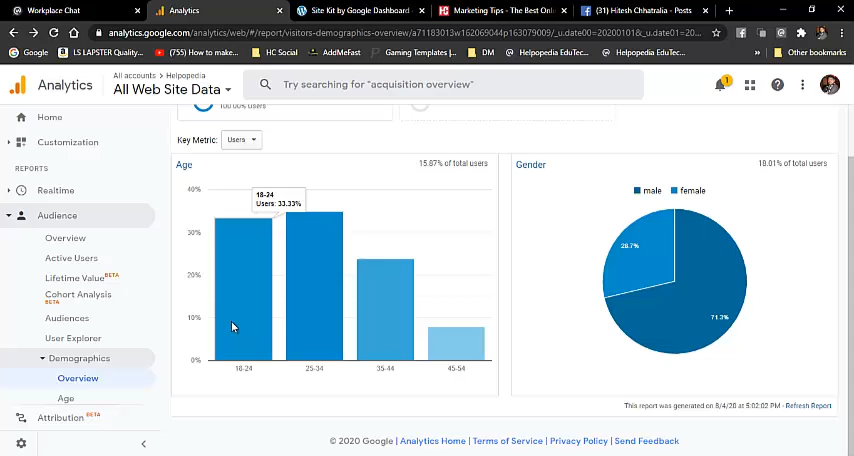 Workplace Chat
Analytics
Site Kit by Google Dashboard
Marketing Tips - The Best Onlin
(31) Hitesh Chhatralia - Posts
analytics.google.com/analytics/web/#/report/visitors-demographics-overview/a71183013w162069044p163079009/_u.date00=20200101&_u.date01=20...
Google
LS LAPSTER Location...
(755) How to make...
HC Social
AddMeFast
Gaming Templates |...
DM
Helpopedia EduTec...
Helpopedia EduTec...
»
Other bookmarks
Analytics
All accounts > Helpopedia
All Web Site Data
Try searching for "acquisition overview"
1
100.00% Users
Home
Customization
REPORTS
Realtime
Audience
Overview
Active Users
Lifetime Value BETA
Cohort Analysis
BETA
Audiences
User Explorer
Demographics
Overview
Age
Attribution BETA
Key Metric: Users
Age
15.87% of total users
40%
30%
20%
10%
0%
18-24
Users: 33.33%
18-24
25-34
35-44
45-54
Gender
18.01% of total users
male
female
28.7%
71.3%
This report was generated on 8/4/20 at 5:02:02 PM - Refresh Report
© 2020 Google | Analytics Home | Terms of Service | Privacy Policy | Send Feedback